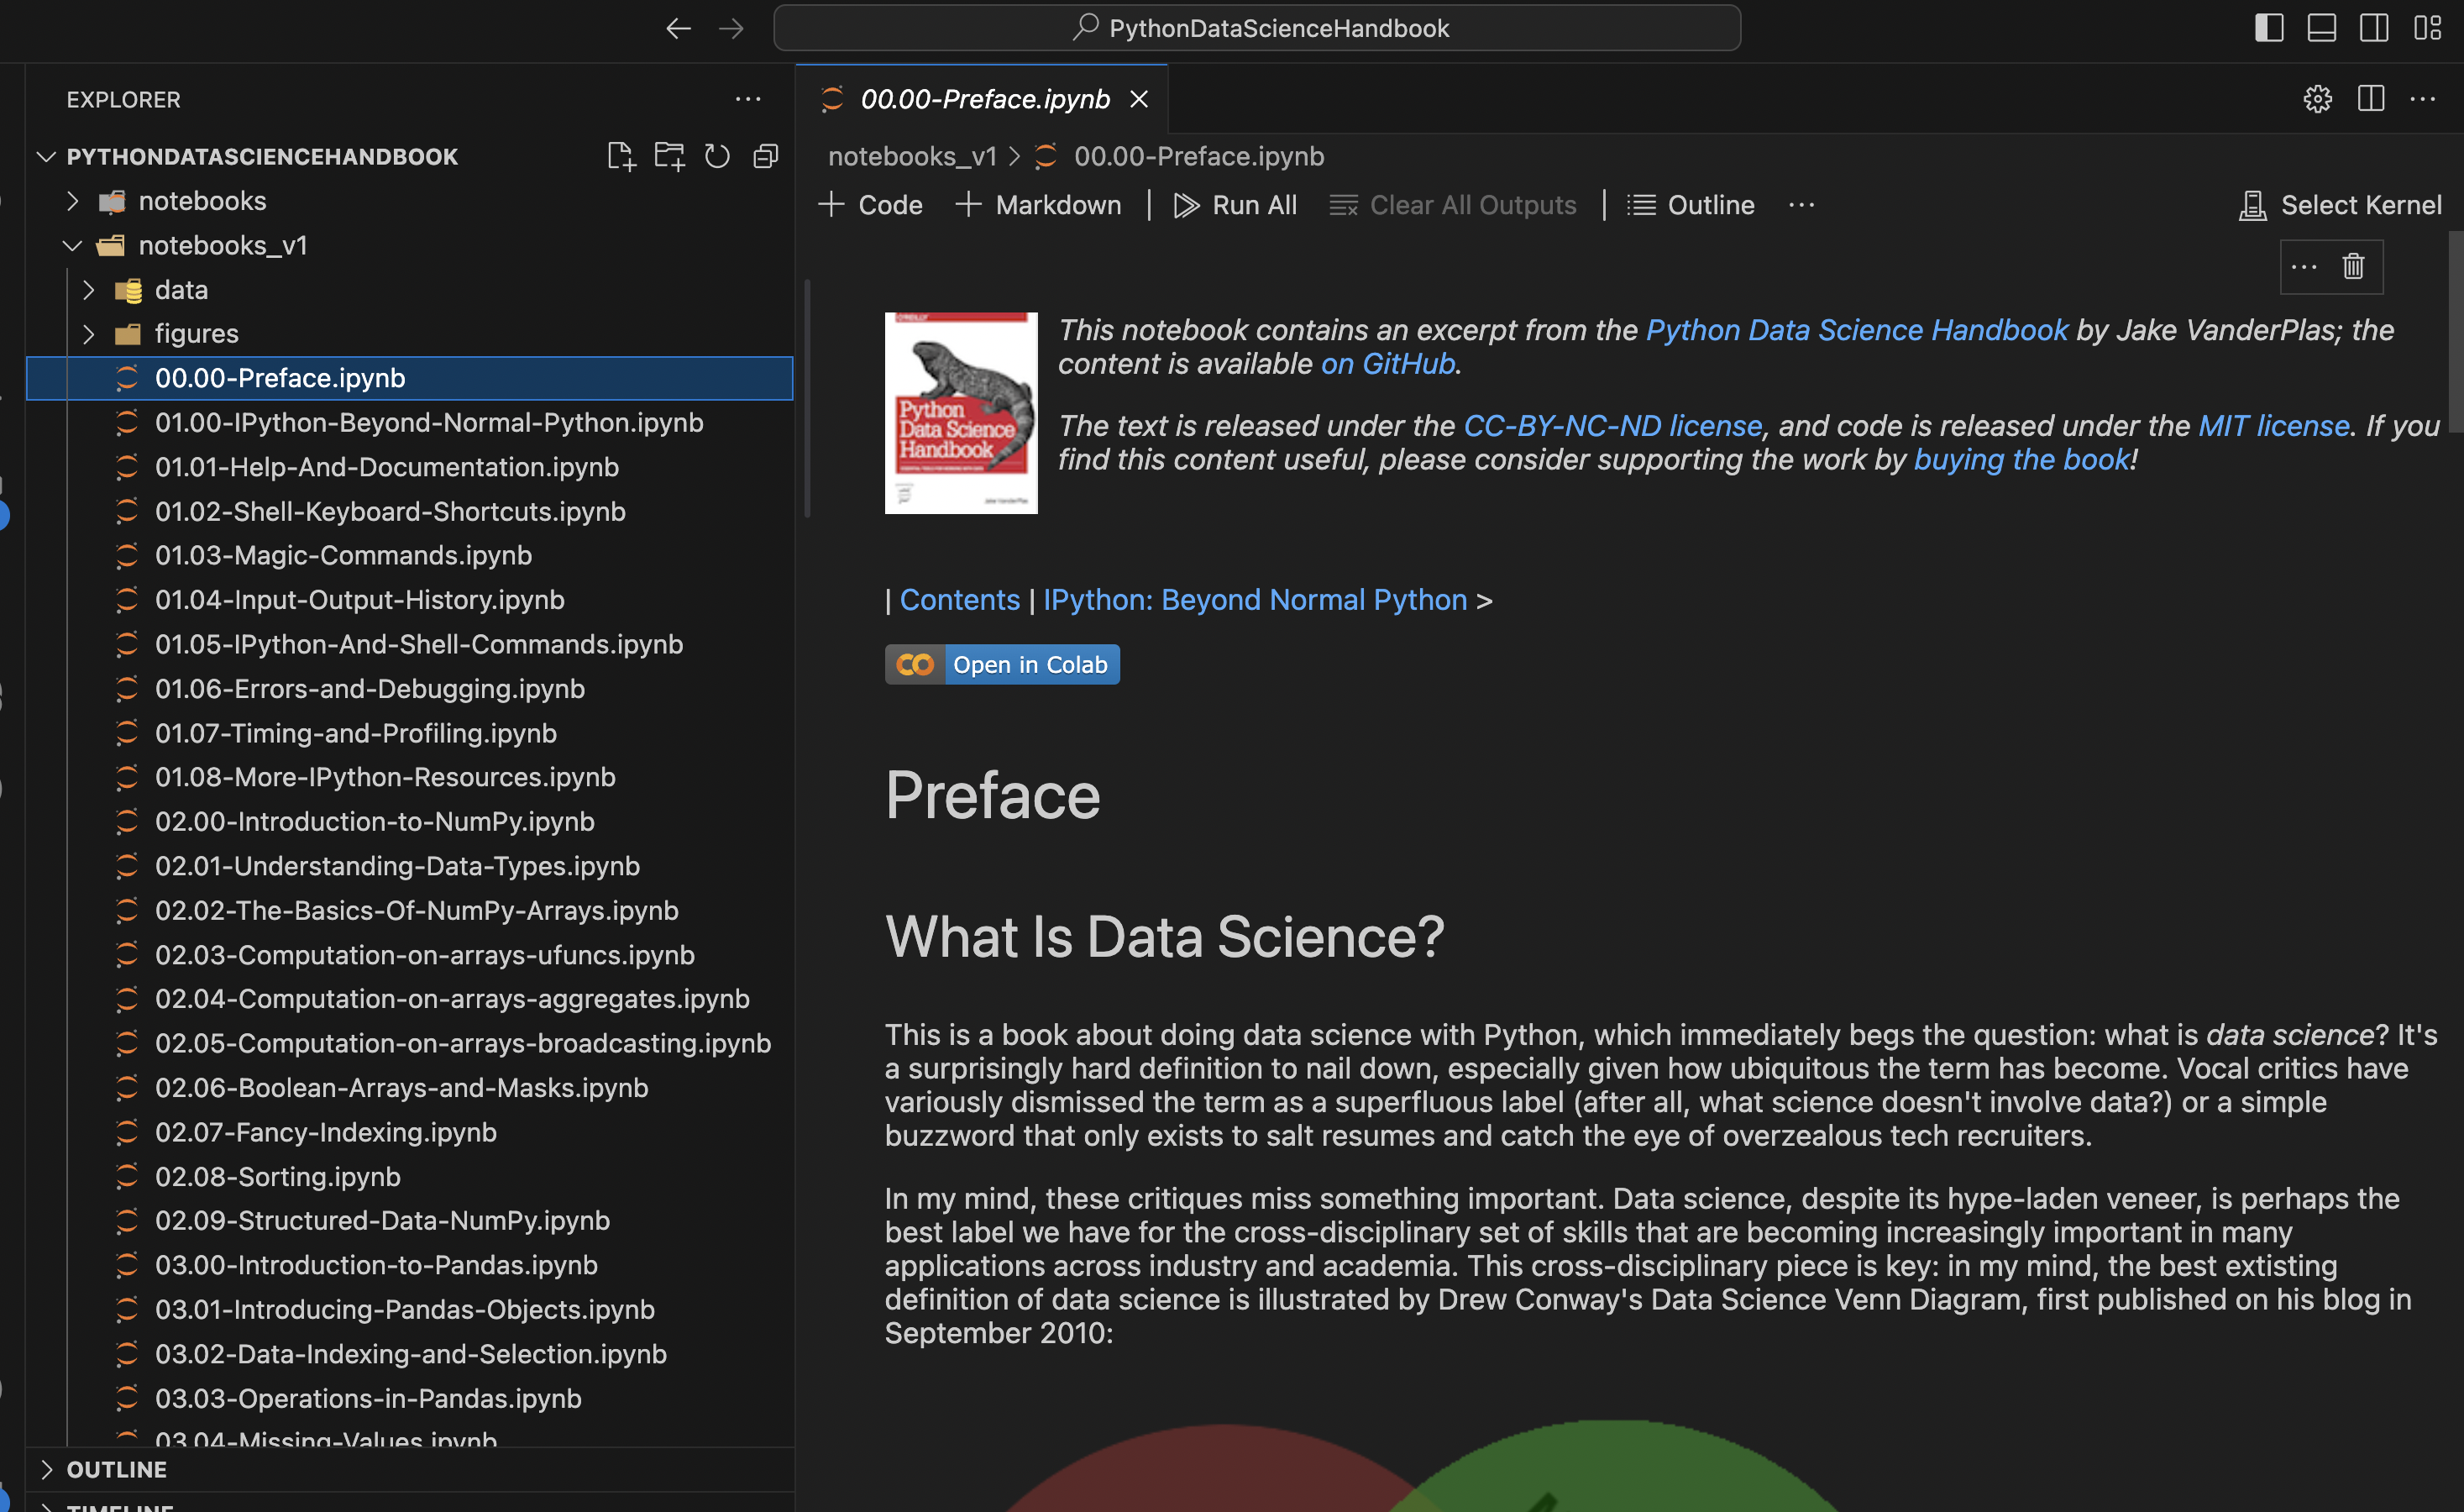 PythonDataScienceHandbook
EXPLORER
PYTHONDATASCIENCEHANDBOOK
notebooks
notebooks_v1
data
figures
00.00-Preface.ipynb
01.00-IPython-Beyond-Normal-Python.ipynb
01.01-Help-And-Documentation.ipynb
01.02-Shell-Keyboard-Shortcuts.ipynb
01.03-Magic-Commands.ipynb
01.04-Input-Output-History.ipynb
01.05-IPython-And-Shell-Commands.ipynb
01.06-Errors-and-Debugging.ipynb
01.07-Timing-and-Profiling.ipynb
01.08-More-IPython-Resources.ipynb
02.00-Introduction-to-NumPy.ipynb
02.01-Understanding-Data-Types.ipynb
02.02-The-Basics-Of-NumPy-Arrays.ipynb
02.03-Computation-on-arrays-ufuncs.ipynb
02.04-Computation-on-arrays-aggregates.ipynb
02.05-Computation-on-arrays-broadcasting.ipynb
02.06-Boolean-Arrays-and-Masks.ipynb
02.07-Fancy-Indexing.ipynb
02.08-Sorting.ipynb
02.09-Structured-Data-NumPy.ipynb
03.00-Introduction-to-Pandas.ipynb
03.01-Introducing-Pandas-Objects.ipynb
03.02-Data-Indexing-and-Selection.ipynb
03.03-Operations-in-Pandas.ipynb
03.04-Missing-Values.ipynb
OUTLINE
TIMELINE
00.00-Preface.ipynb
notebooks_v1 > 00.00-Preface.ipynb
+ Code + Markdown | Run All Clear All Outputs | Outline ... Select Kernel
O'REILLY
Python
Data Science
Handbook
Jake VanderPlas
This notebook contains an excerpt from the Python Data Science Handbook by Jake VanderPlas; the
content is available on GitHub.
The text is released under the CC-BY-NC-ND license, and code is released under the MIT license. If you
find this content useful, please consider supporting the work by buying the book!
| Contents | IPython: Beyond Normal Python >
Open in Colab
Preface
What Is Data Science?
This is a book about doing data science with Python, which immediately begs the question: what is data science? It's
a surprisingly hard definition to nail down, especially given how ubiquitous the term has become. Vocal critics have
variously dismissed the term as a superfluous label (after all, what science doesn't involve data?) or a simple
buzzword that only exists to salt resumes and catch the eye of overzealous tech recruiters.
In my mind, these critiques miss something important. Data science, despite its hype-laden veneer, is perhaps the
best label we have for the cross-disciplinary set of skills that are becoming increasingly important in many
applications across industry and academia. This cross-disciplinary piece is key: in my mind, the best extisting
definition of data science is illustrated by Drew Conway's Data Science Venn Diagram, first published on his blog in
September 2010: